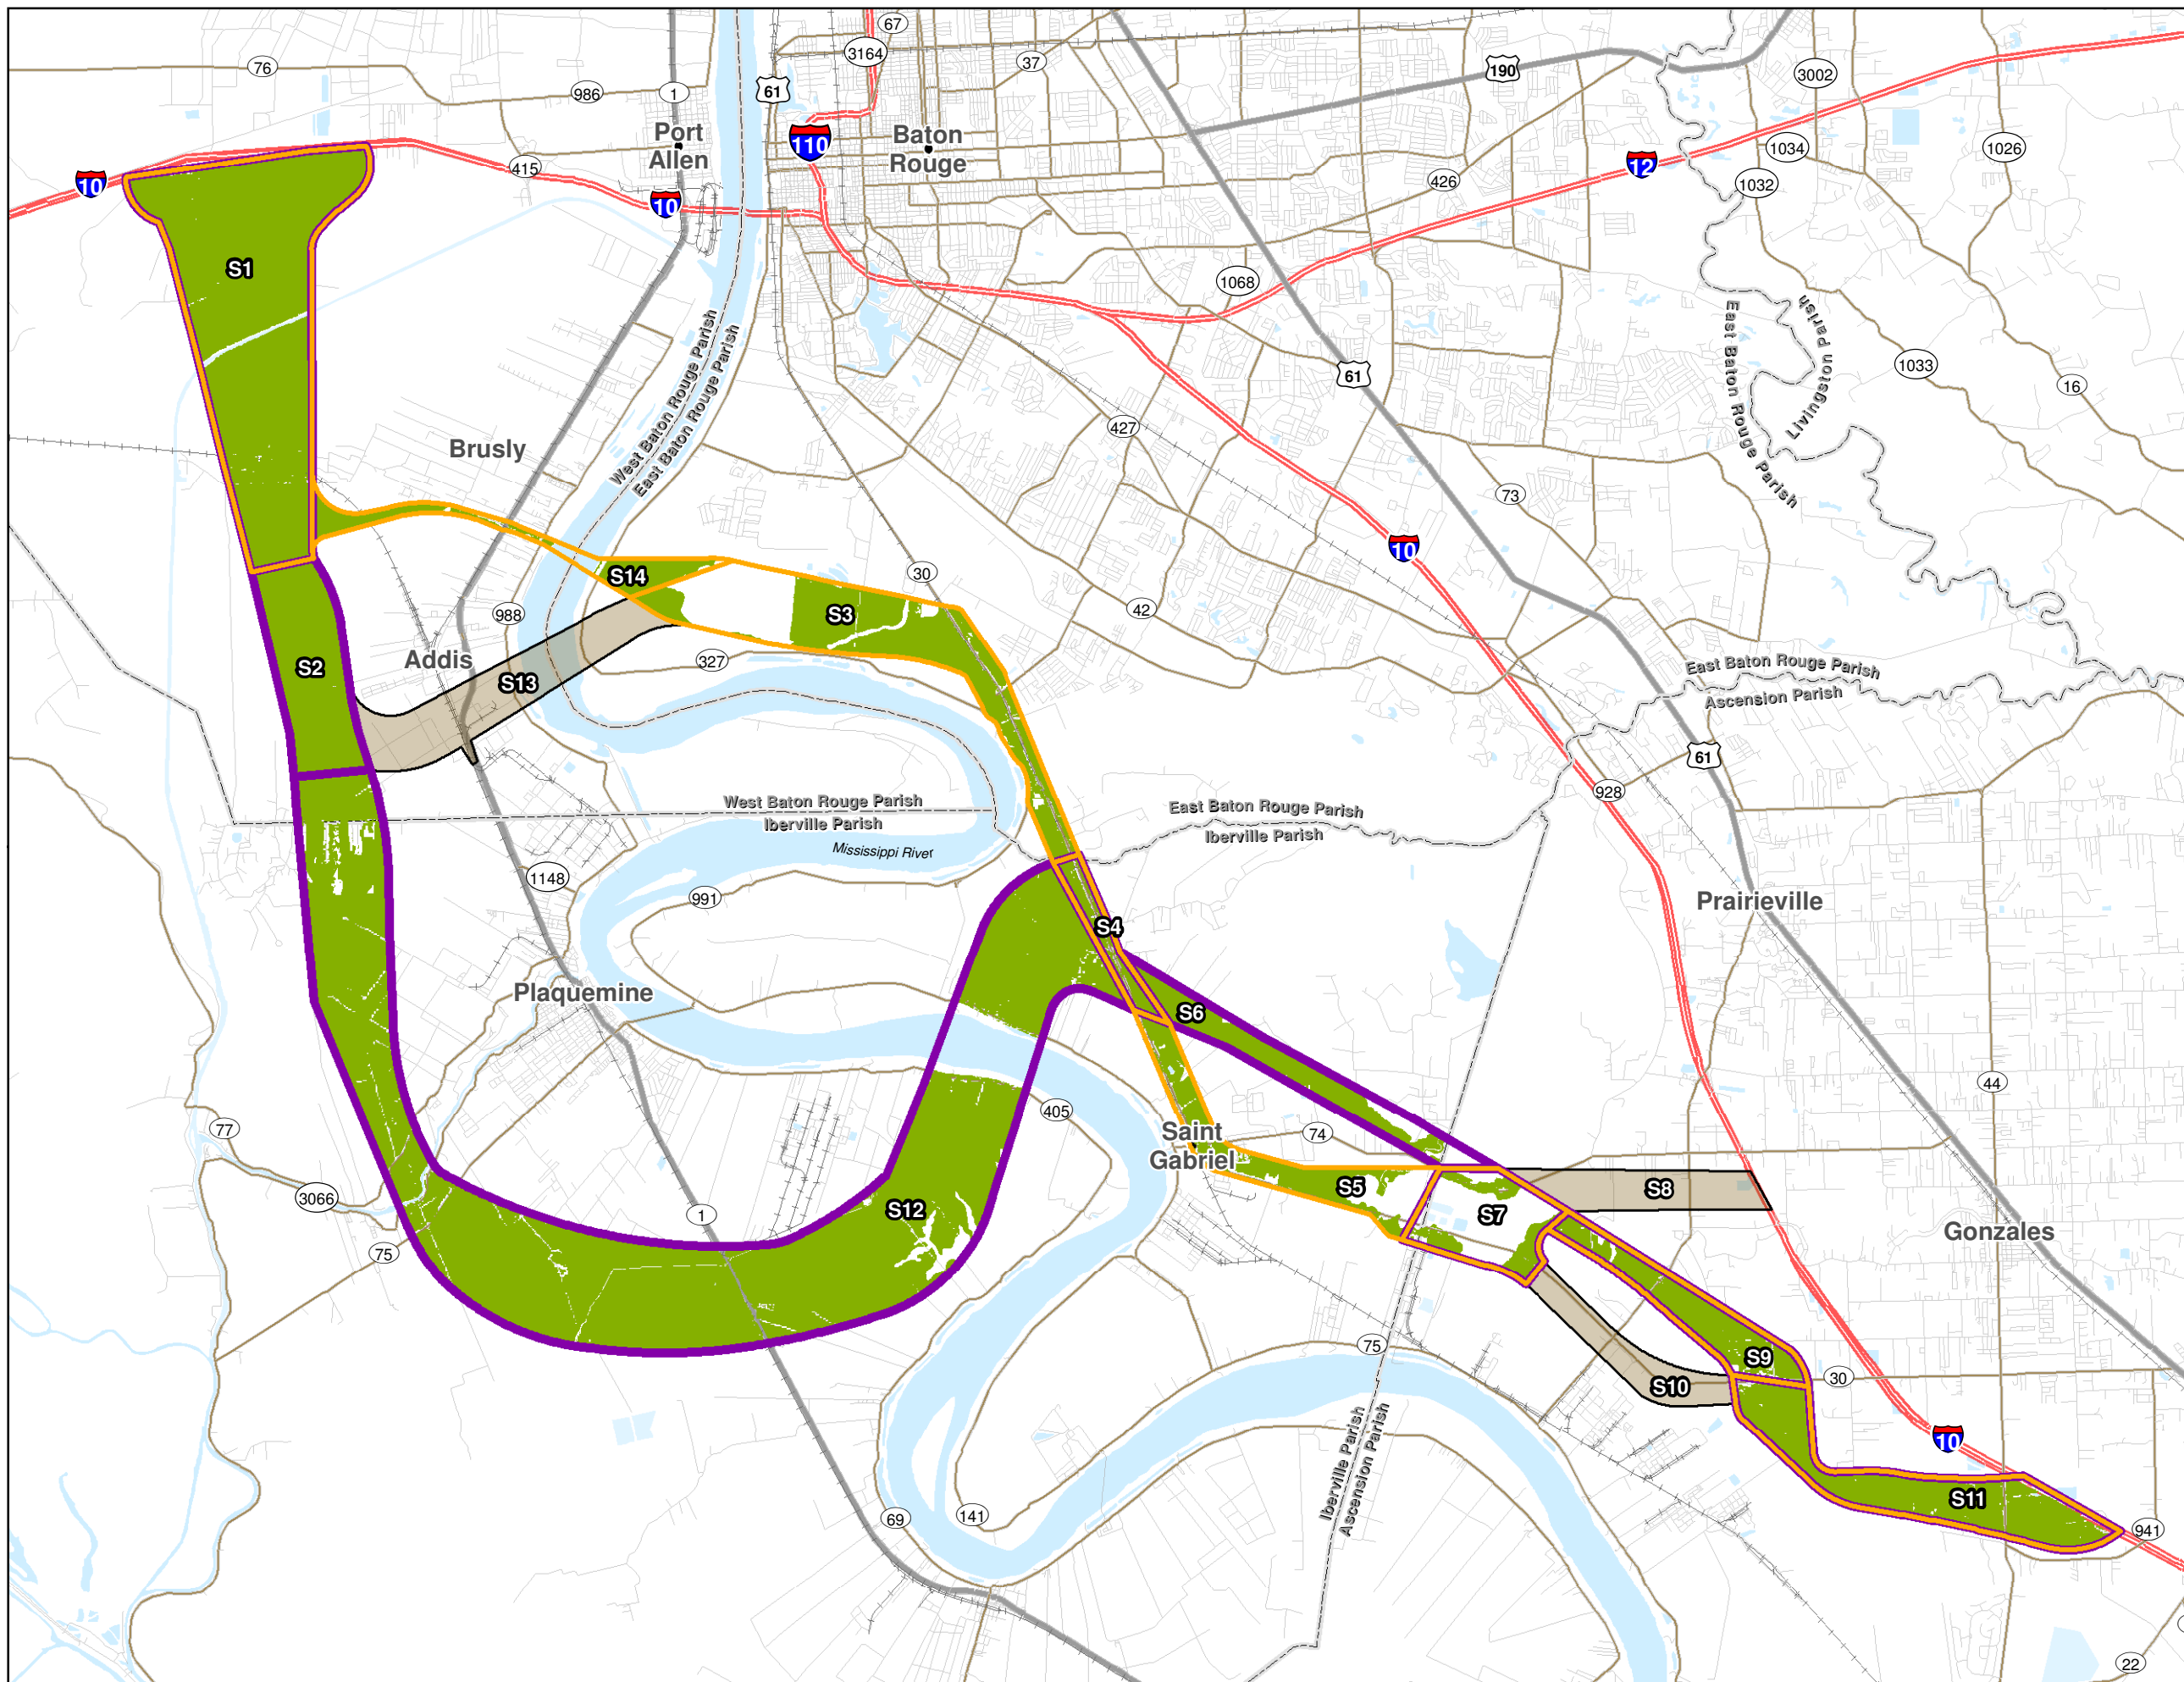 67
3164
37
76
986
1
61
190
3002
Port
Allen
110
Baton
Rouge
10
415
10
426
12
1034
1026
1032
S1
1068
West Baton Rouge Parish
East Baton Rouge Parish
East Baton Rouge Parish
Livingston Parish
61
1033
16
427
Brusly
73
10
S14
30
S3
988
42
Addis
327
S2
S13
East Baton Rouge Parish
Ascension Parish
61
928
West Baton Rouge Parish
Iberville Parish
East Baton Rouge Parish
Iberville Parish
Mississippi River
1148
991
Prairieville
S4
Plaquemine
S6
44
405
77
Saint
Gabriel
74
3066
S5
S8
S12
1
S7
Gonzales
75
75
S9
30
S10
Iberville Parish
Ascension Parish
10
S11
69
141
941
22